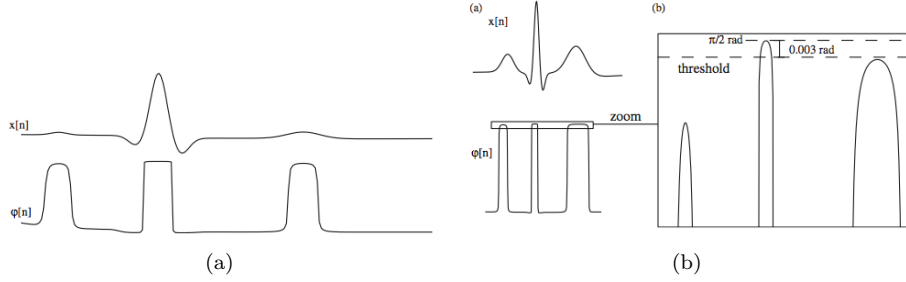 x[n]
φ[n]
(a)
(a)
x[n]
φ[n]
zoom
(b)
π/2 rad
0.003 rad
threshold
(b)